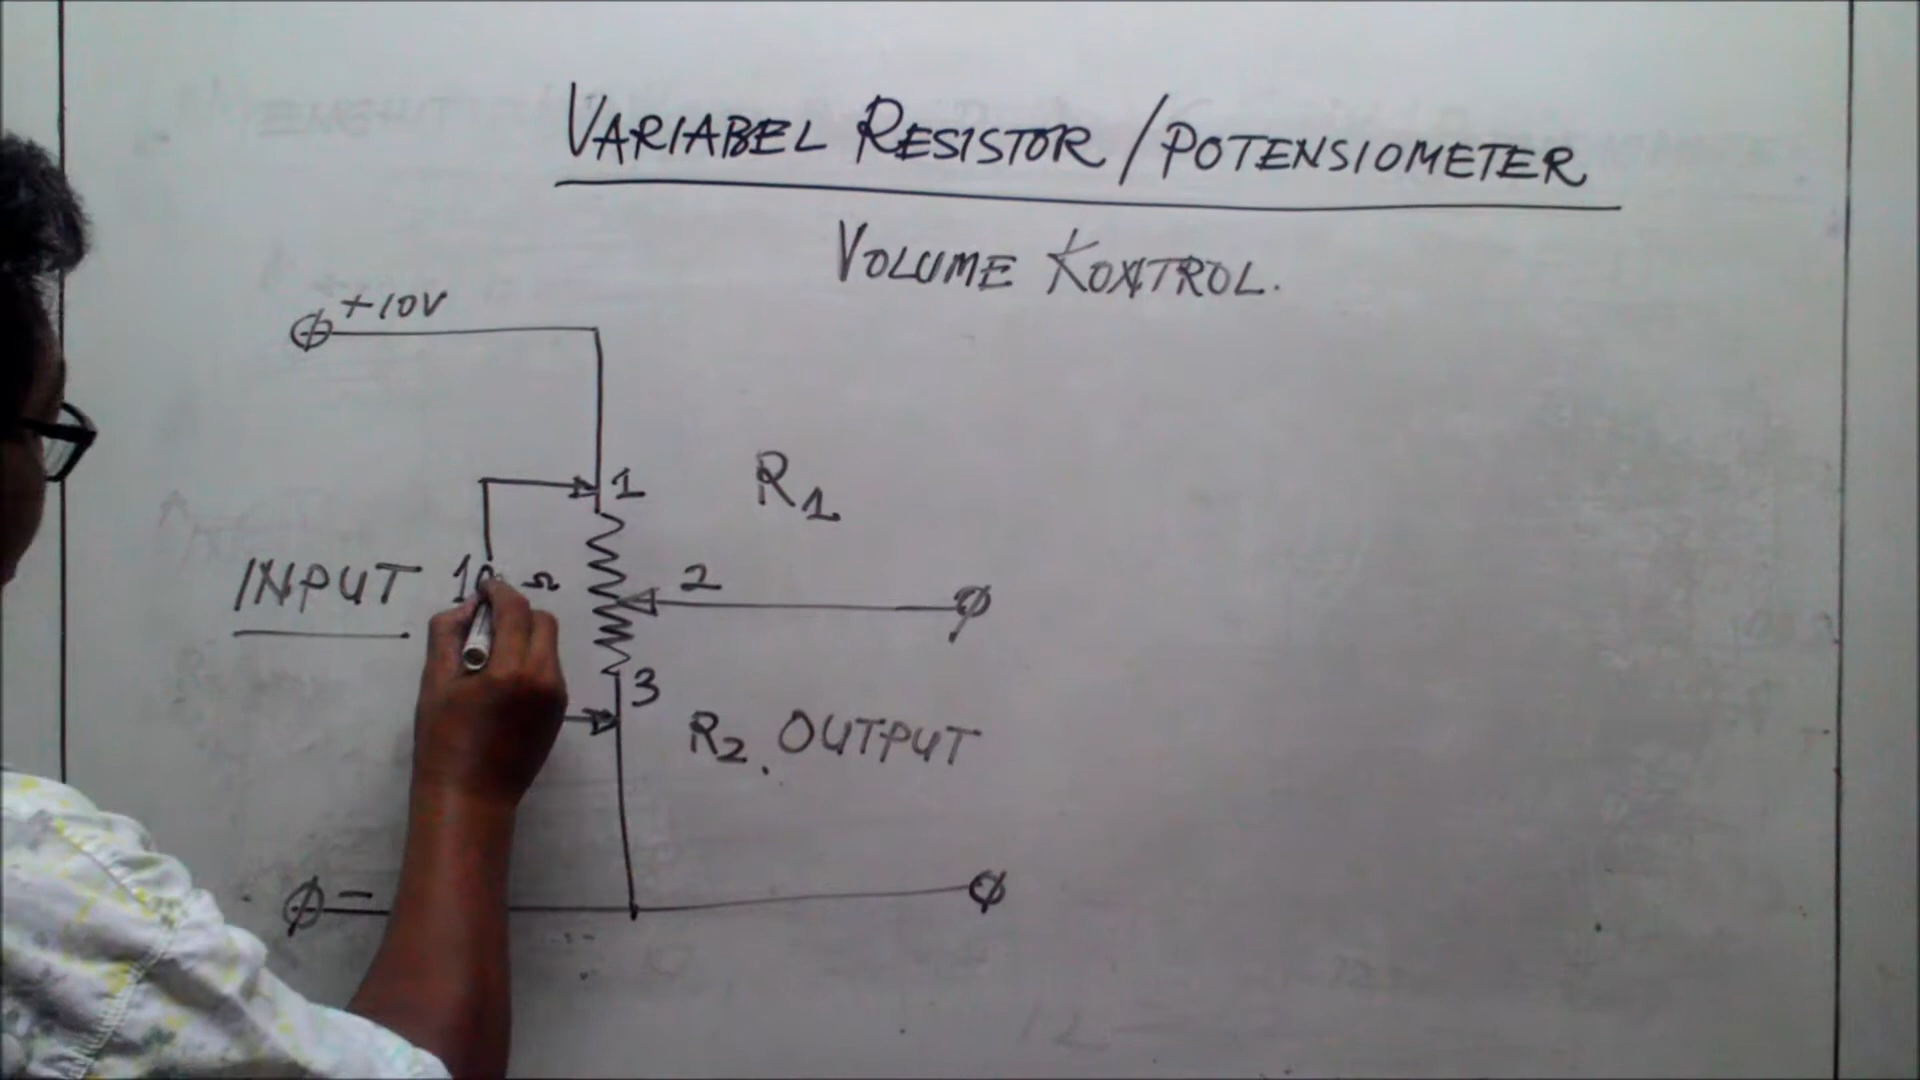 VARIABEL RESISTOR / POTENSIOMETER
VOLUME KONTROL.
+10V
1
R1
INPUT
Ω
2
3
R2. OUTPUT
-